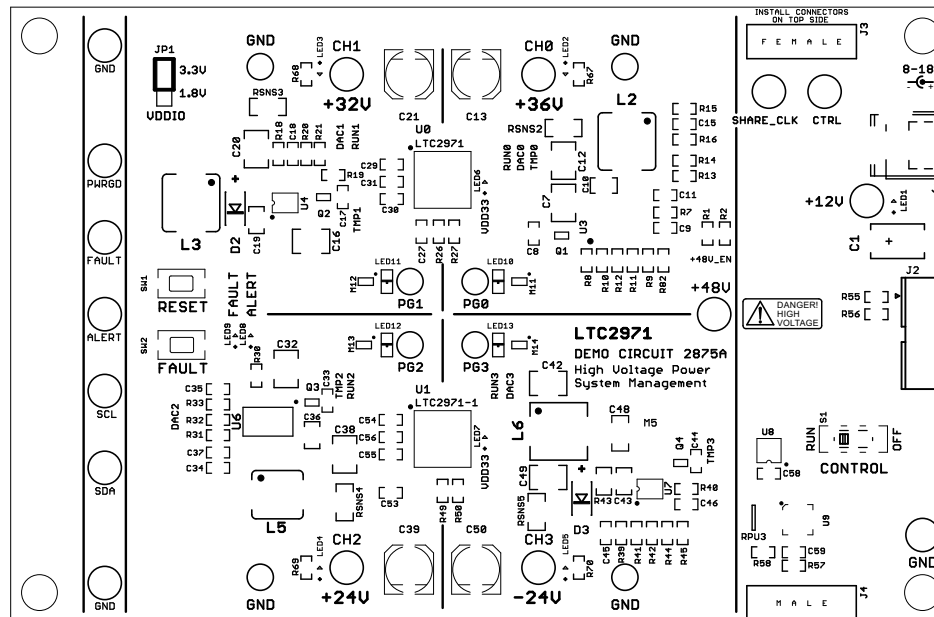 INSTALL CONNECTORS
ON TOP SIDE
FEMALE
J3
GND
JP1
3.3V
1.8V
VDDIO
GND
R68
LED3
CH1
+32V
C21
C13
CH0
+36V
LED2
R67
GND
L2
8-18
SHARE_CLK
CTRL
RSNS3
C20
R18
C18
R20
R21
DAC1
RUN1
U0
LTC2971
RSNS2
RUN0
DAC0
TMP0
C12
C10
R15
C15
R16
R14
R13
PWRGD
C29
C31
C30
LED6
VDD33
R19
U4
Q2
C17
TMP1
L3
D2
C19
C16
C7
U3
C8
Q1
C11
R7
C9
R1
R2
+48V_EN
+12V
LED1
C1
FAULT
C27
R26
R27
R8
R10
R12
R11
R9
R82
J2
SW1
RESET
FAULT
ALERT
LED11
M12
PG1
LED10
M11
PG0
+48V
DANGER!
HIGH
VOLTAGE
R55
R56
ALERT
SW2
FAULT
LED9
LED8
R30
C32
LED12
M13
PG2
LED13
M14
PG3
LTC2971
DEMO CIRCUIT 2875A
High Voltage Power
System Management
C35
R33
R32
R31
C37
C34
DAC2
U6
Q3
C33
TMP2
RUN2
C36
C38
U1
LTC2971-1
C54
C56
C55
LED7
VDD33
RUN3
DAC3
C42
L6
C48
M5
Q4
C44
TMP3
SCL
U8
C58
S1
RUN
OFF
CONTROL
SDA
L5
RSNS4
C53
R49
R50
C49
RSNS5
D3
R43
C43
U7
R40
C46
C45
R39
R41
R42
R44
R45
RPU3
U9
R58
C59
R57
GND
GND
R69
LED4
CH2
+24V
GND
C39
C50
CH3
-24V
LED5
R70
GND
MALE
J4